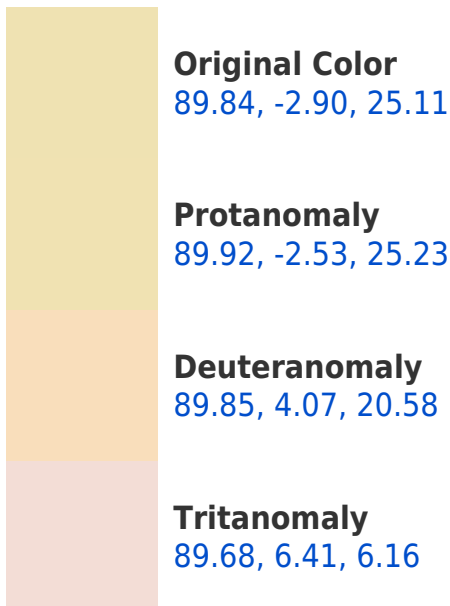 Original Color
89.84, -2.90, 25.11
Protanomaly
89.92, -2.53, 25.23
Deuteranomaly
89.85, 4.07, 20.58
Tritanomaly
89.68, 6.41, 6.16